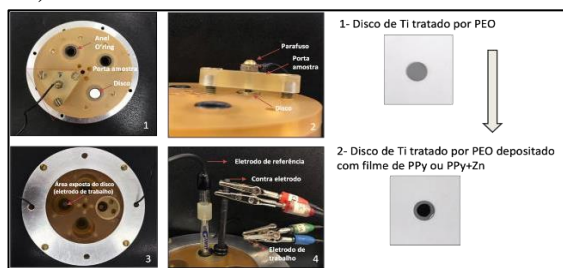 Anel
O'ring
Porta amostra
Disco
1
Parafuso
Porta
amostra
Disco
2
Área exposta do disco
(eletrodo de trabalho)
3
Eletrodo de referência
Contra eletrodo
Eletrodo de
trabalho
4
1- Disco de Ti tratado por PEO
2- Disco de Ti tratado por PEO depositado
com filme de PPy ou PPy+Zn